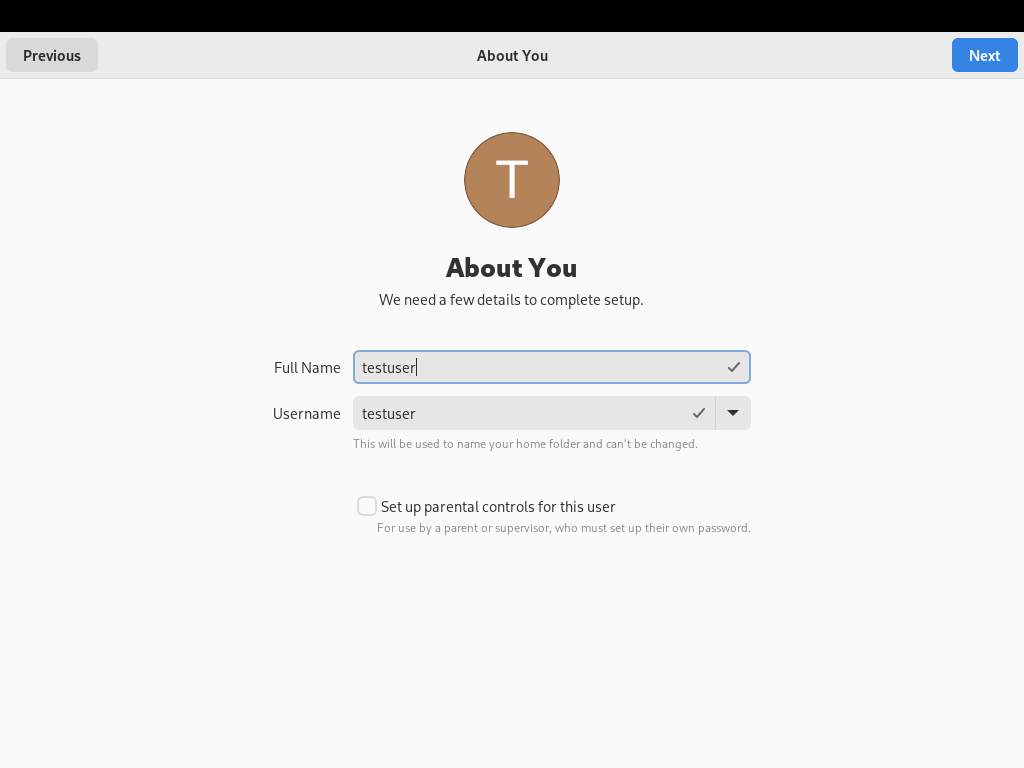 Previous
About You
Next
T
About You
We need a few details to complete setup.
Full Name
testuser
Username
testuser
This will be used to name your home folder and can't be changed.
Set up parental controls for this user
For use by a parent or supervisor, who must set up their own password.